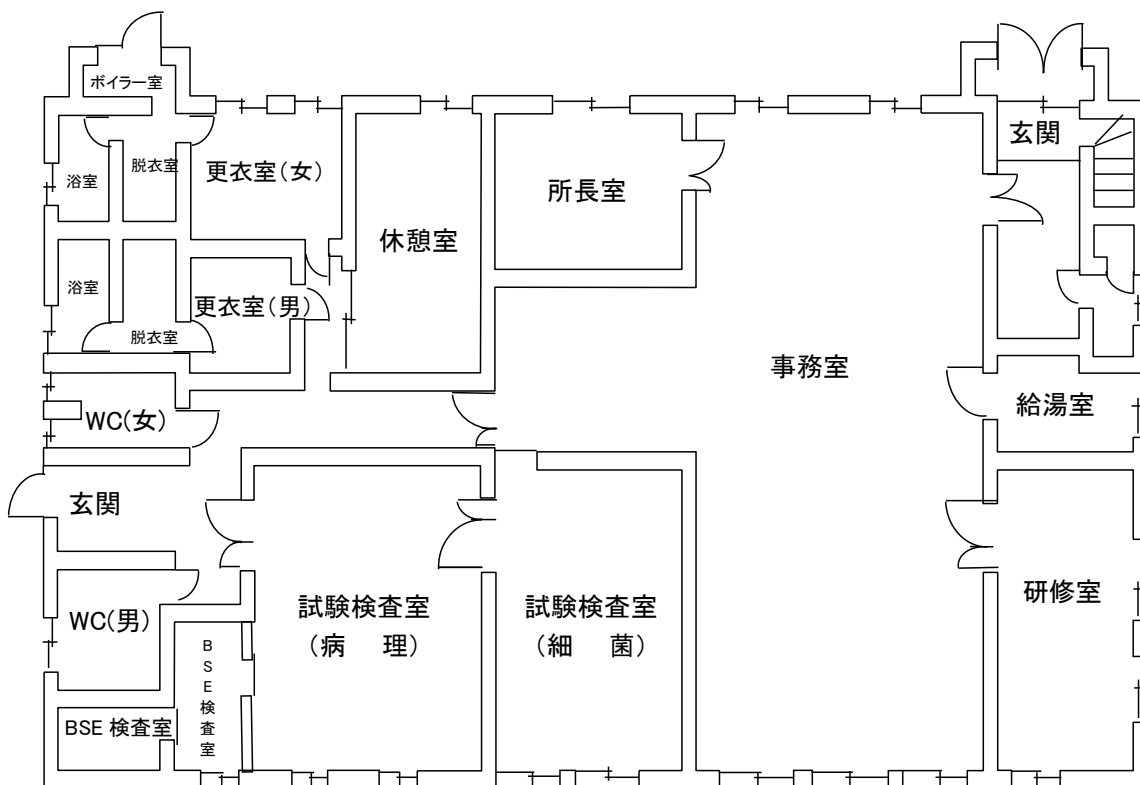 ボイラー室
玄関
脱衣室
更衣室（女）
浴室
所長室
休憩室
浴室
更衣室（男）
脱衣室
事務室
WC(女)
給湯室
玄関
研修室
試験検査室
（病　理）
試験検査室
（細　菌）
WC(男)
BSE検査室
BSE 検査室